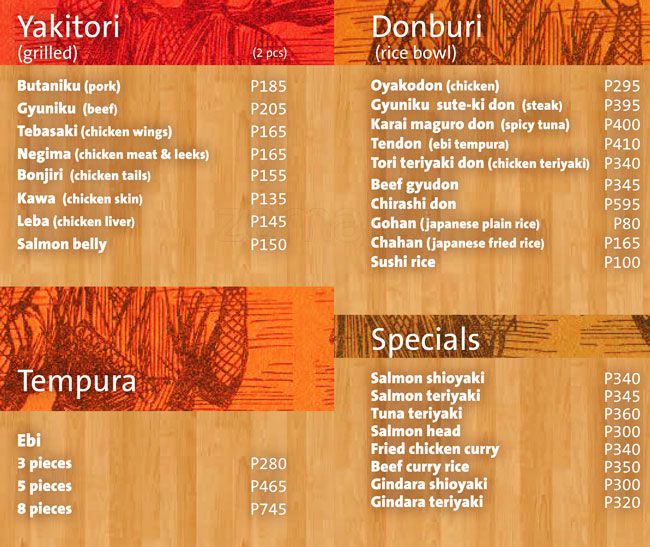 Yakitori
(grilled) (2 pcs)
Butaniku (pork) P185
Gyuniku (beef) P205
Tebasaki (chicken wings) P165
Negima (chicken meat & leeks) P165
Bonjiri (chicken tails) P155
Kawa (chicken skin) P135
Leba (chicken liver) P145
Salmon belly P150
Tempura
Ebi
3 pieces P280
5 pieces P465
8 pieces P745
Donburi
(rice bowl)
Oyakodon (chicken) P295
Gyuniku sute-ki don (steak) P395
Karai maguro don (spicy tuna) P400
Tendon (ebi tempura) P410
Tori teriyaki don (chicken teriyaki) P340
Beef gyudon P345
Chirashi don P595
Gohan (japanese plain rice) P80
Chahan (japanese fried rice) P165
Sushi rice P100
Specials
Salmon shioyaki P340
Salmon teriyaki P345
Tuna teriyaki P360
Salmon head P300
Fried chicken curry P340
Beef curry rice P350
Gindara shioyaki P300
Gindara teriyaki P320